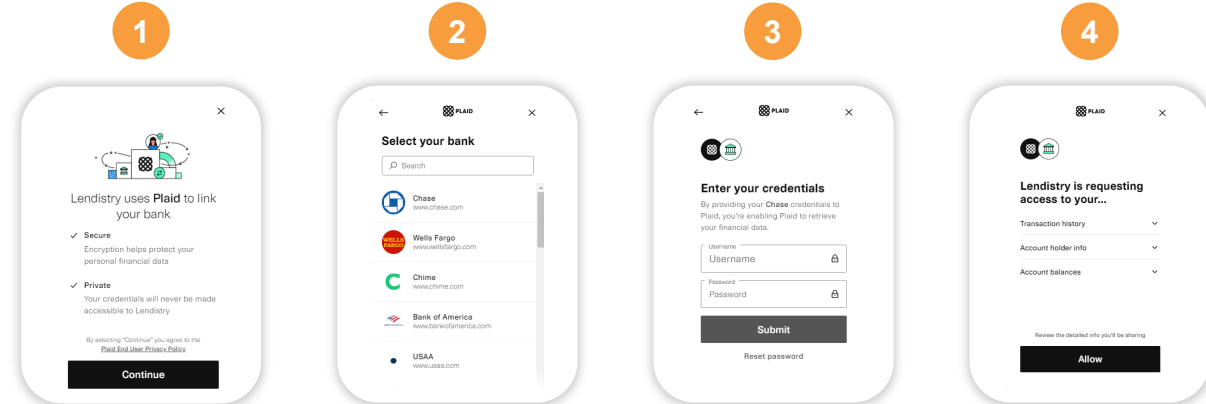 1
2
3
4
Lendistry uses Plaid to link
your bank
Secure
Encryption helps protect your
personal financial data
Private
Your credentials will never be made
accessible to Lendistry
By selecting "Continue" you agree to the
Plaid End User Privacy Policy
Continue
PLAID
Select your bank
Search
Chase
www.chase.com
WELLS
FARGO
Wells Fargo
www.wellsfargo.com
Chime
www.chime.com
Bank of America
www.bankofamerica.com
USAA
www.usaa.com
PLAID
Enter your credentials
By providing your Chase credentials to
Plaid, you're enabling Plaid to retrieve
your financial data.
Username
Username
Password
Password
Submit
Reset password
PLAID
Lendistry is requesting
access to your...
Transaction history
Account holder info
Account balances
Review the detailed info you'll be sharing
Allow